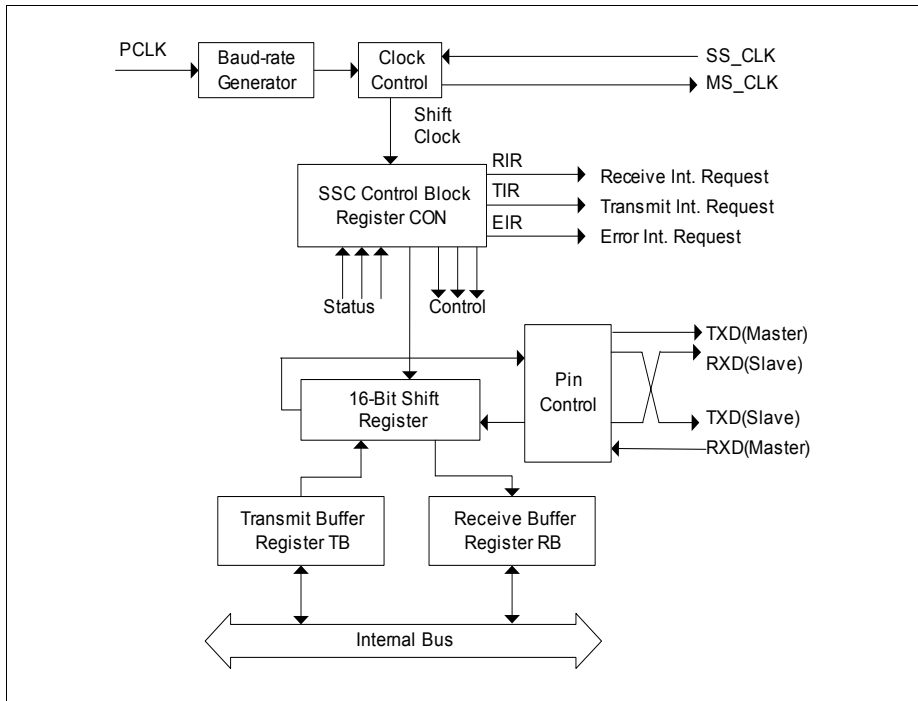 PCLK
Baud-rate
Generator
Clock
Control
SS_CLK
MS_CLK
Shift
Clock
SSC Control Block
Register CON
RIR
TIR
EIR
Receive Int. Request
Transmit Int. Request
Error Int. Request
Status
Control
16-Bit Shift
Register
Pin
Control
TXD(Master)
RXD(Slave)
TXD(Slave)
RXD(Master)
Transmit Buffer
Register TB
Receive Buffer
Register RB
Internal Bus